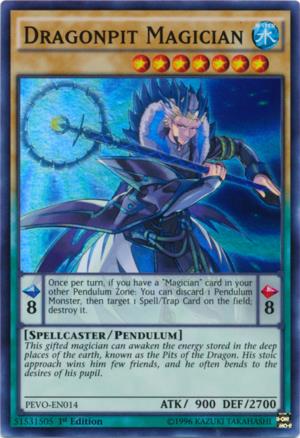 DRAGONPIT MAGICIAN
WATER
水
Once per turn, if you have a "Magician" card in your
other Pendulum Zone: You can discard 1 Pendulum
Monster, then target 1 Spell/Trap Card on the field;
destroy it.
8
8
[SPELLCASTER/PENDULUM]
This gifted magician can awaken the energy stored in the deep
places of the earth, known as the Pits of the Dragon. His stoic
approach wins him few friends, and he often bends to the
desires of his pupil.
PEVO-EN014
ATK/ 900 DEF/2700
51531505 1st Edition
©1996 KAZUKI TAKAHASHI